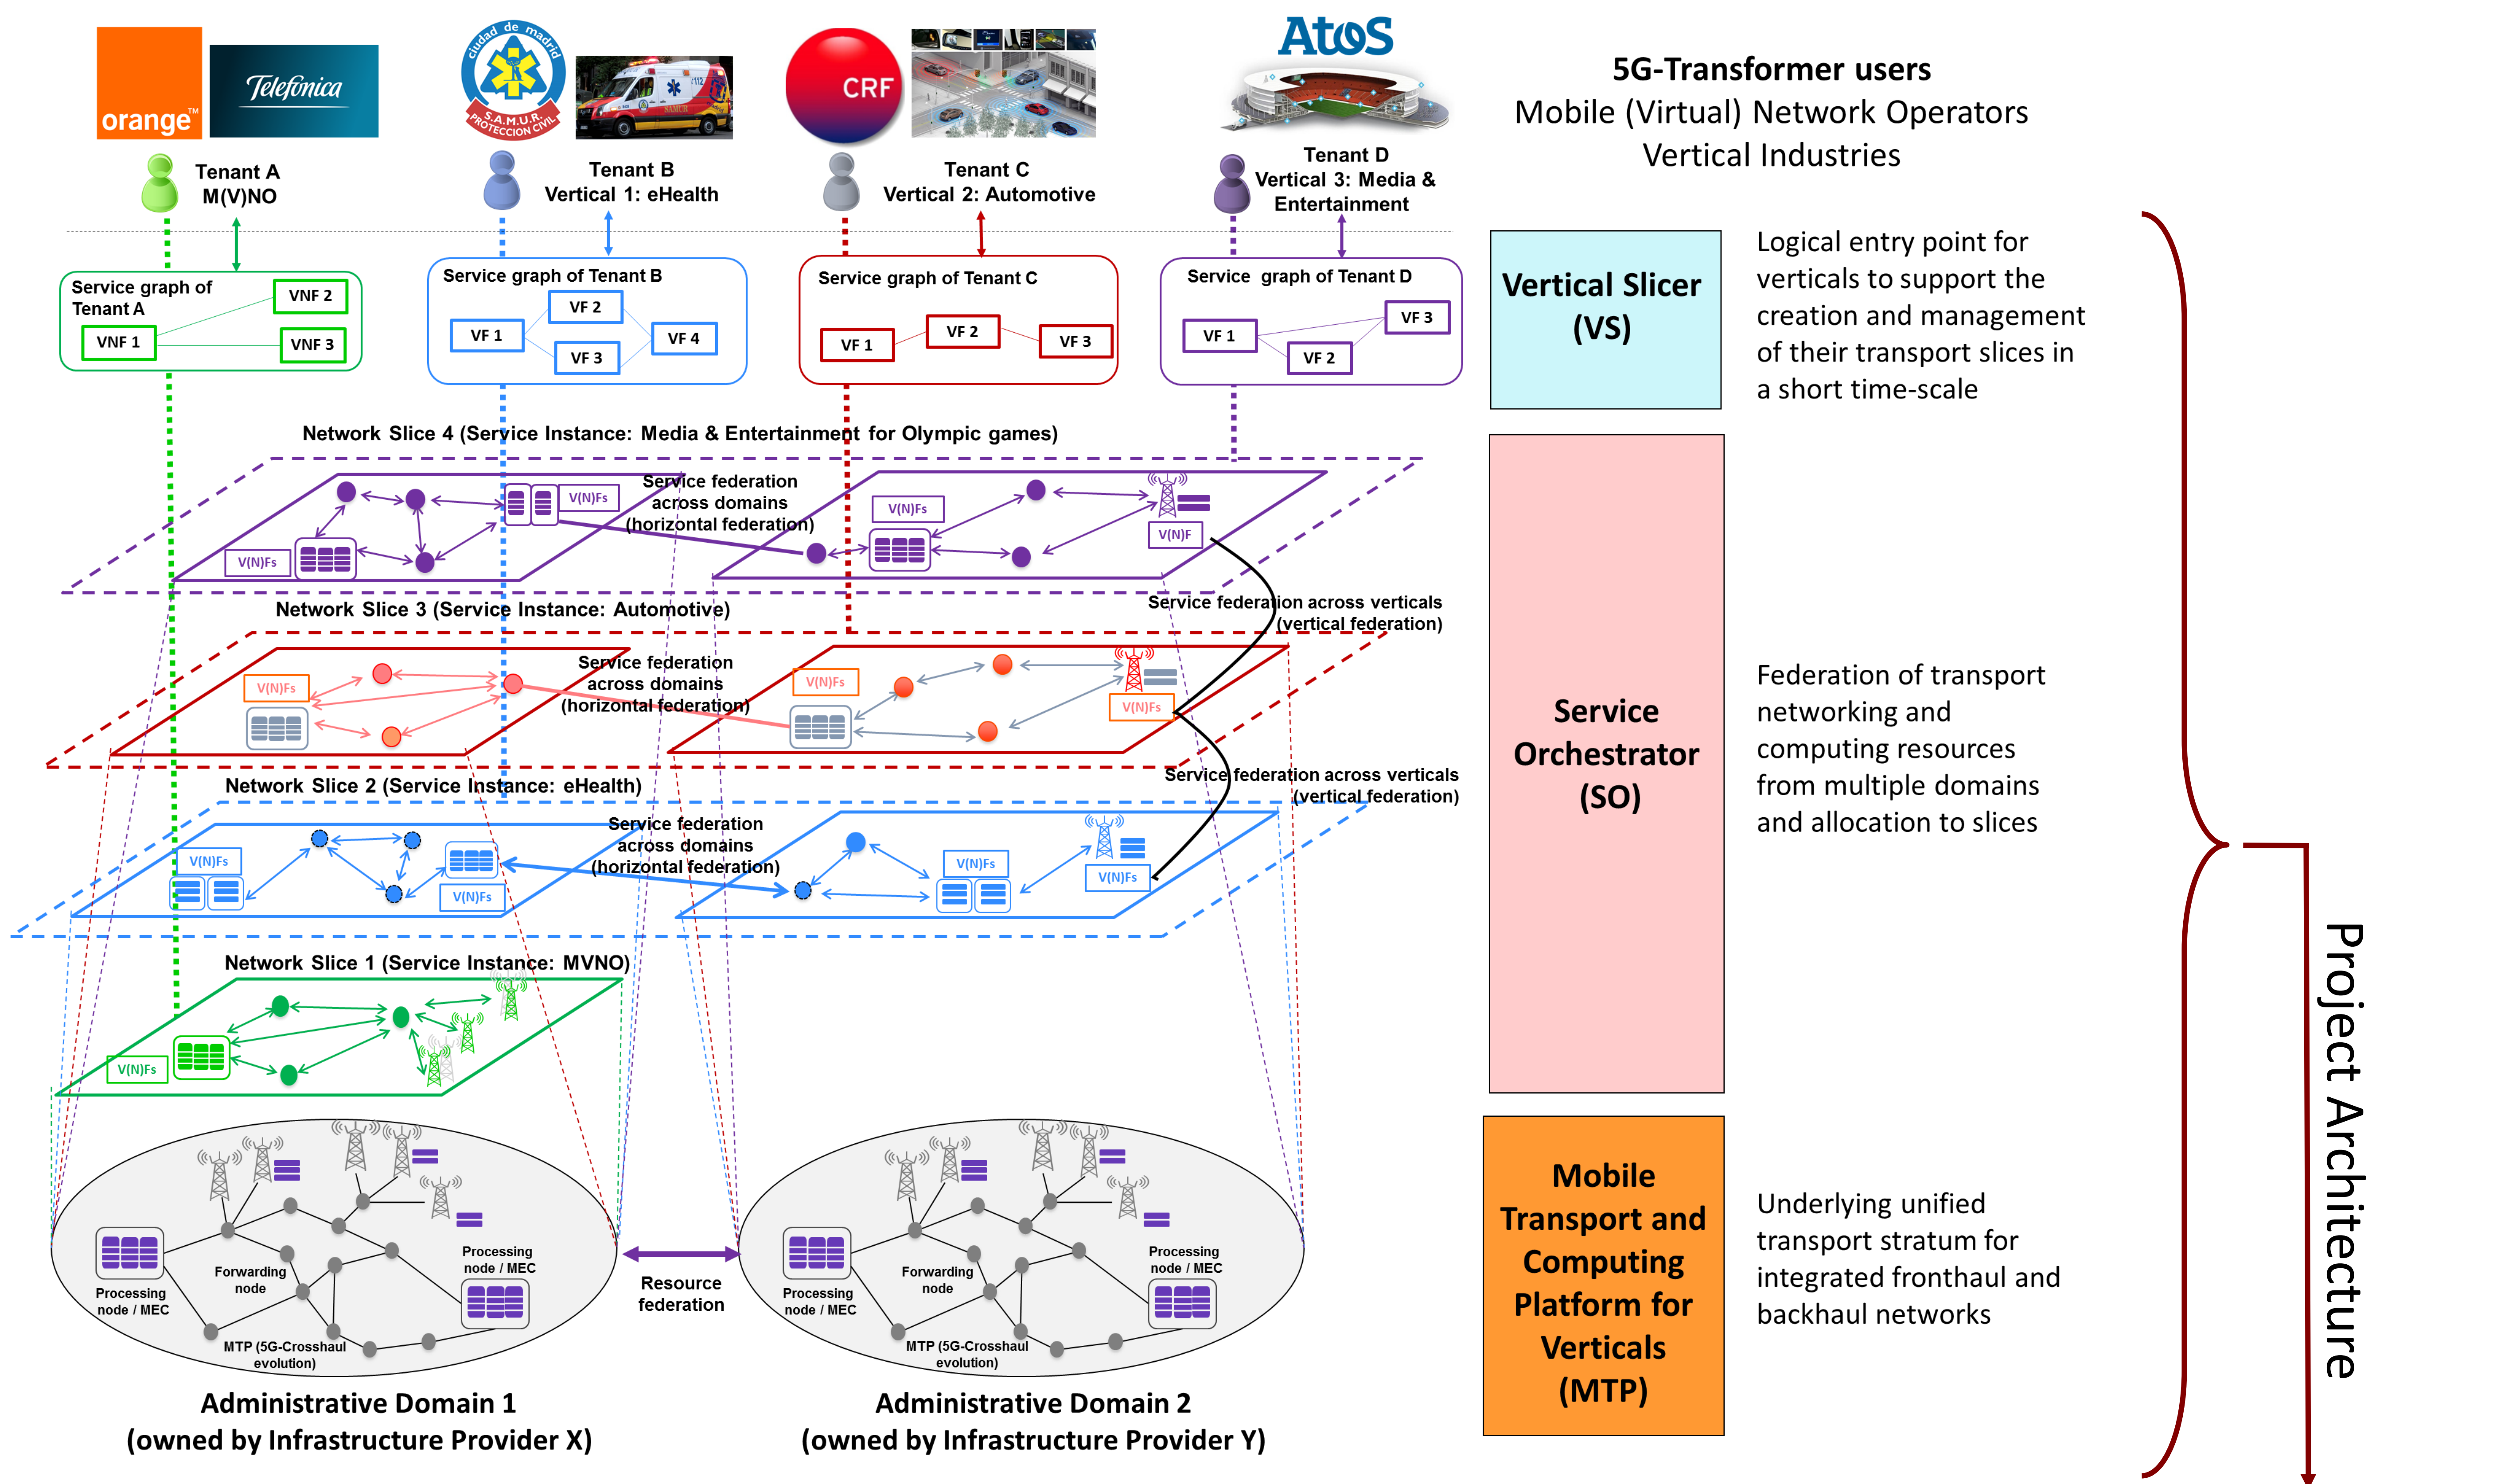 orange™
Telefónica
ciudad de madrid
S.A.M.U.R.
PROTECCION CIVIL
112
SAMUR
CRF
Atos
5G-Transformer users
Mobile (Virtual) Network Operators
Vertical Industries
Tenant A
M(V)NO
Tenant B
Vertical 1: eHealth
Tenant C
Vertical 2: Automotive
Tenant D
Vertical 3: Media &
Entertainment
Service graph of
Tenant A
VNF 1
VNF 2
VNF 3
Service graph of Tenant B
VF 1
VF 2
VF 3
VF 4
Service graph of Tenant C
VF 1
VF 2
VF 3
Service graph of Tenant D
VF 1
VF 2
VF 3
Vertical Slicer
(VS)
Logical entry point for
verticals to support the
creation and management
of their transport slices in
a short time-scale
Network Slice 4 (Service Instance: Media & Entertainment for Olympic games)
V(N)Fs
V(N)Fs
Service federation
across domains
(horizontal federation)
V(N)Fs
V(N)F
Network Slice 3 (Service Instance: Automotive)
Service federation across verticals
(vertical federation)
V(N)Fs
Service federation
across domains
(horizontal federation)
V(N)Fs
V(N)Fs
Service
Orchestrator
(SO)
Federation of transport
networking and
computing resources
from multiple domains
and allocation to slices
Network Slice 2 (Service Instance: eHealth)
Service federation across verticals
(vertical federation)
V(N)Fs
V(N)Fs
Service federation
across domains
(horizontal federation)
V(N)Fs
V(N)Fs
Network Slice 1 (Service Instance: MVNO)
V(N)Fs
Processing
node / MEC
Forwarding
node
Processing
node / MEC
MTP (5G-Crosshaul
evolution)
Resource
federation
Processing
node / MEC
Forwarding
node
Processing
node / MEC
MTP (5G-Crosshaul
evolution)
Administrative Domain 1
(owned by Infrastructure Provider X)
Administrative Domain 2
(owned by Infrastructure Provider Y)
Mobile
Transport and
Computing
Platform for
Verticals
(MTP)
Underlying unified
transport stratum for
integrated fronthaul and
backhaul networks
Project Architecture